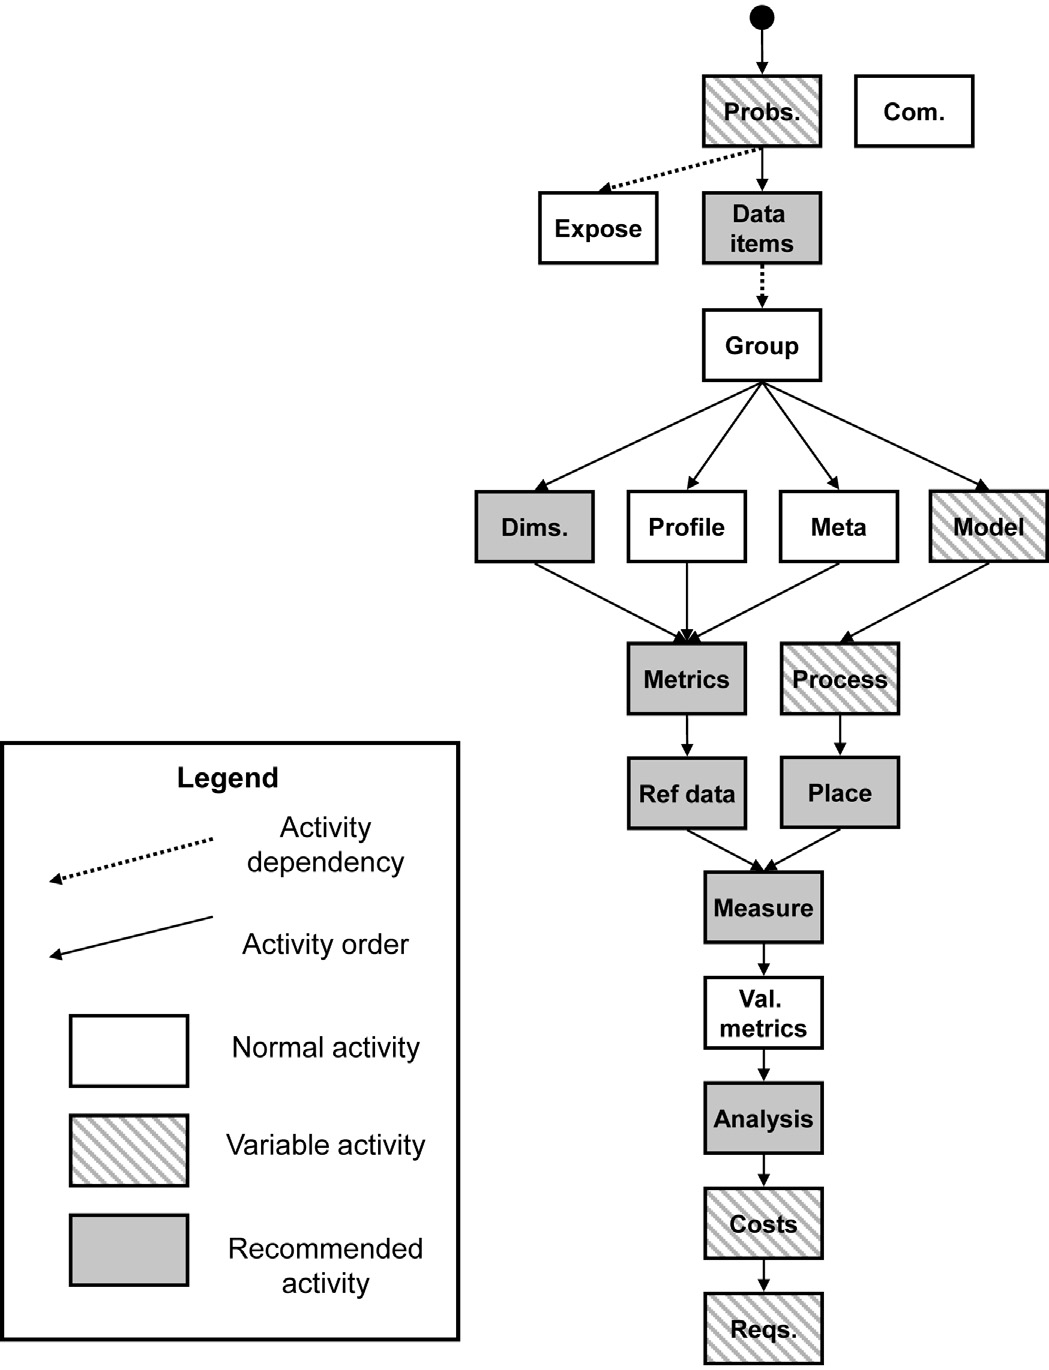 Probs.
Com.
Expose
Data
items
Group
Dims.
Profile
Meta
Model
Metrics
Process
Ref data
Place
Measure
Val.
metrics
Analysis
Costs
Reqs.
Legend
Activity
dependency
Activity order
Normal activity
Variable activity
Recommended
activity